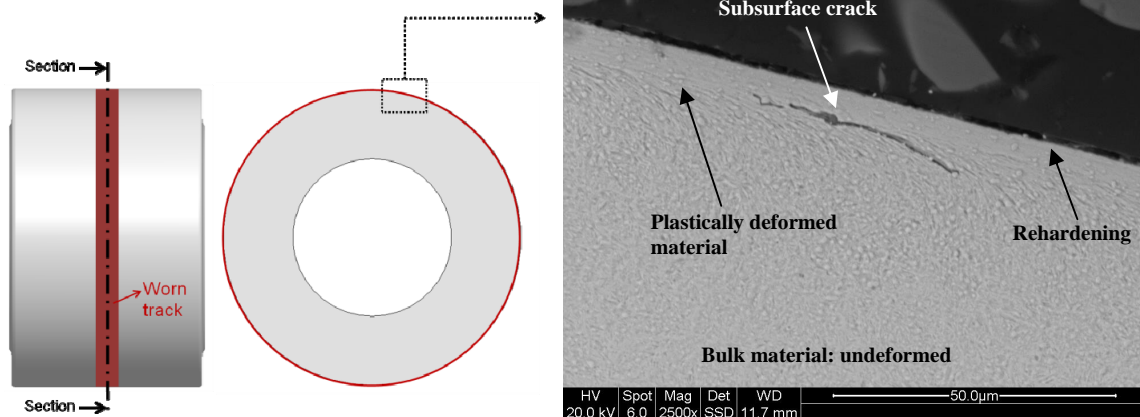 Section
Worn
track
Section
Subsurface crack
Plastically deformed
material
Rehardening
Bulk material: undeformed
HV Spot Mag Det WD 50.0µm
20.0 kV 6.0 2500x SSD 11.7 mm